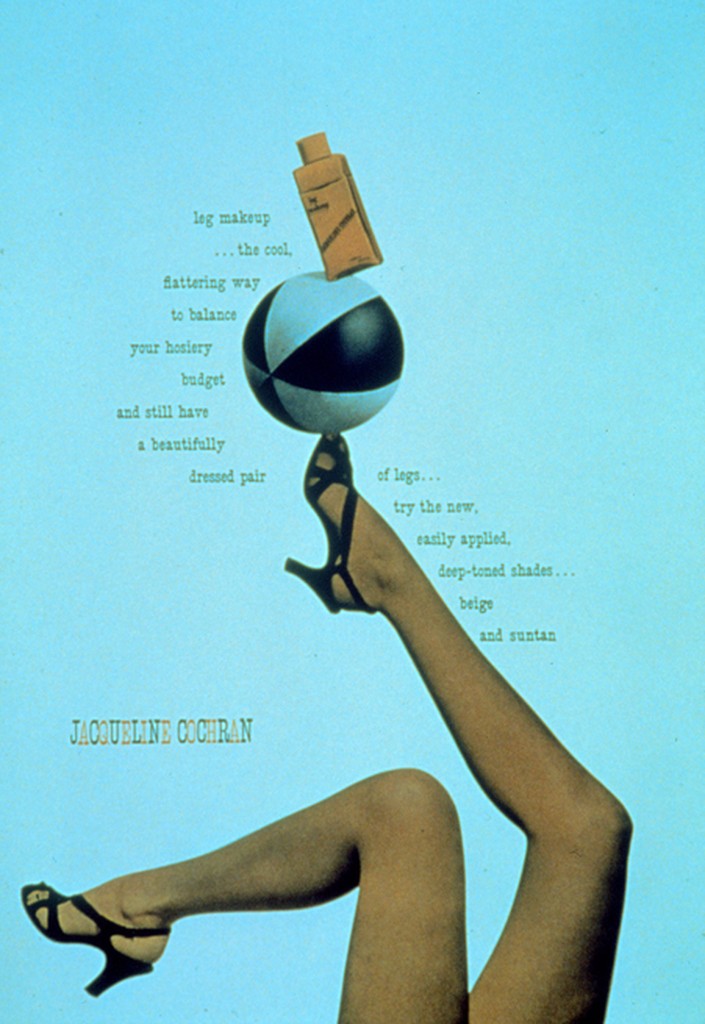 leg makeup
...the cool,
flattering way
to balance
your hosiery
budget
and still have
a beautifully
dressed pair
of legs...
try the new,
easily applied,
deep-toned shades...
beige
and suntan
JACQUELINE COCHRAN